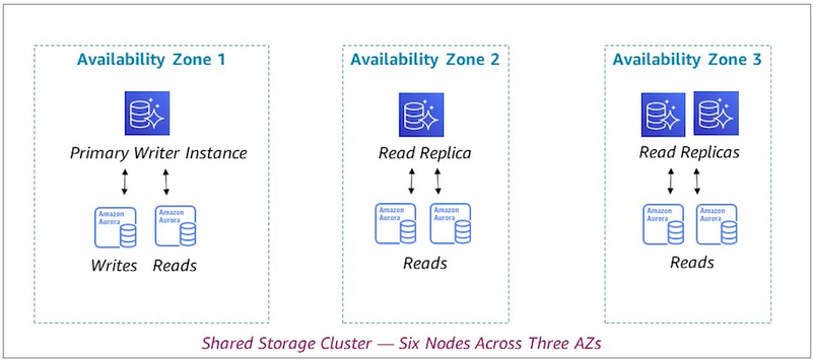 Availability Zone 1
Primary Writer Instance
Amazon
Aurora
Amazon
Aurora
Writes
Reads
Availability Zone 2
Read Replica
Amazon
Aurora
Amazon
Aurora
Reads
Availability Zone 3
Read Replicas
Amazon
Aurora
Amazon
Aurora
Reads
Shared Storage Cluster — Six Nodes Across Three AZs